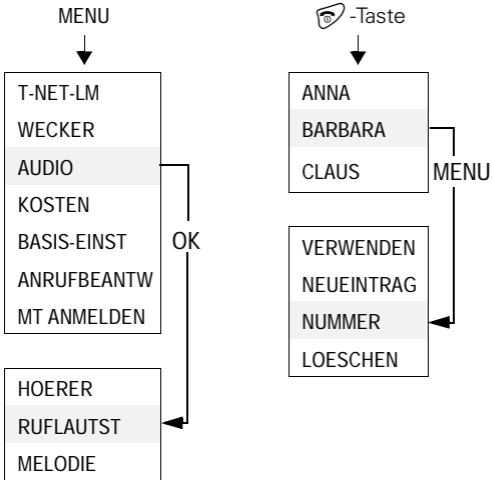 MENU
T-NET-LM
WECKER
AUDIO
KOSTEN
BASIS-EINST
ANRUFBEANTW
MT ANMELDEN
OK
HOERER
RUFLAUTST
MELODIE
-Taste
ANNA
BARBARA
CLAUS
MENU
VERWENDEN
NEUEINTRAG
NUMMER
LOESCHEN